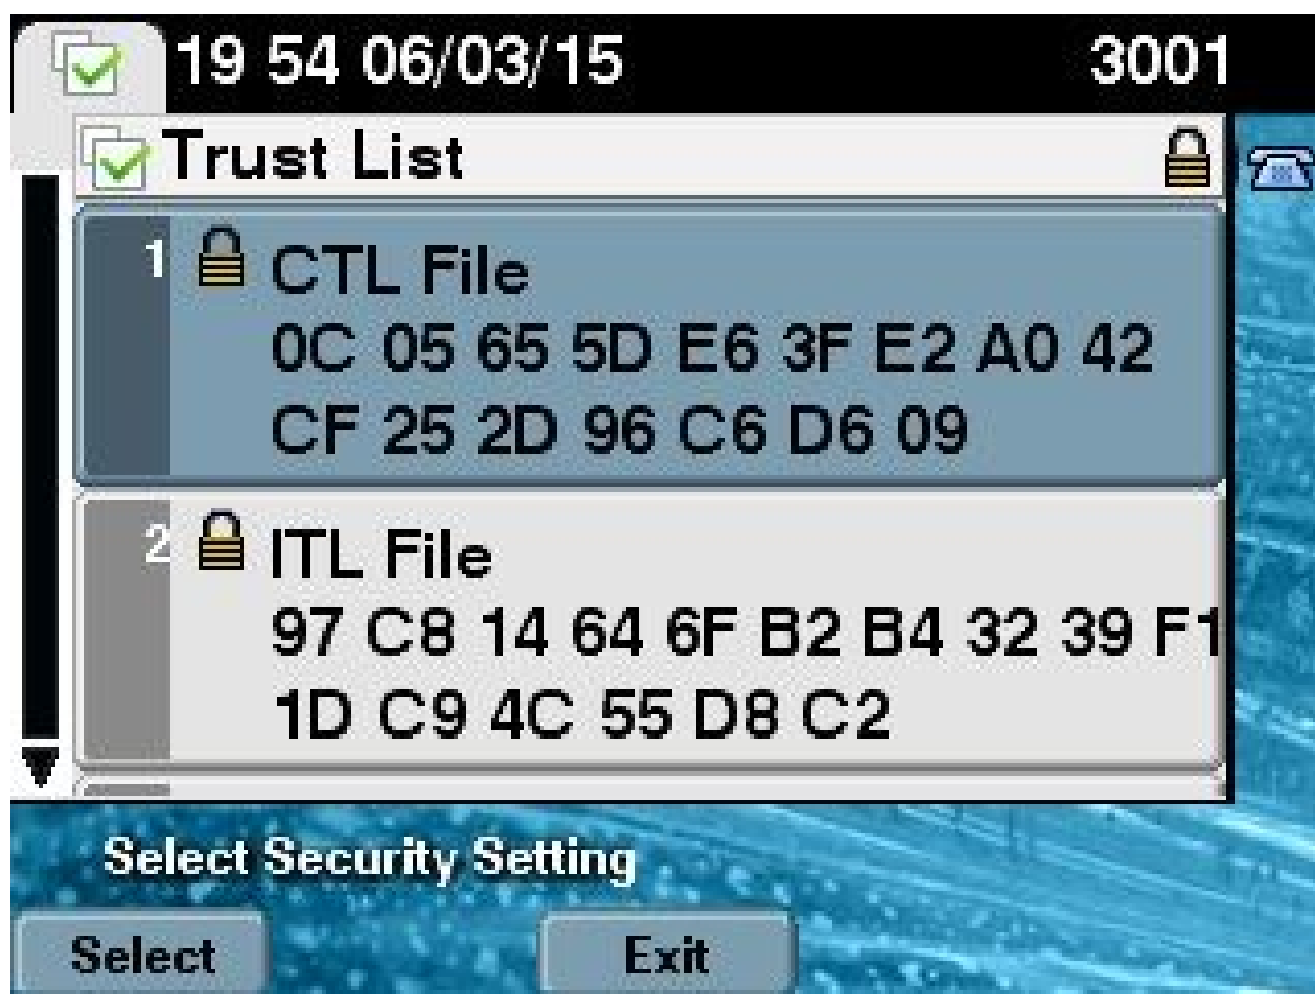 19 54 06/03/15
3001
Trust List
1
CTL File
0C 05 65 5D E6 3F E2 A0 42
CF 25 2D 96 C6 D6 09
2
ITL File
97 C8 14 64 6F B2 B4 32 39 F1
1D C9 4C 55 D8 C2
Select Security Setting
Select
Exit